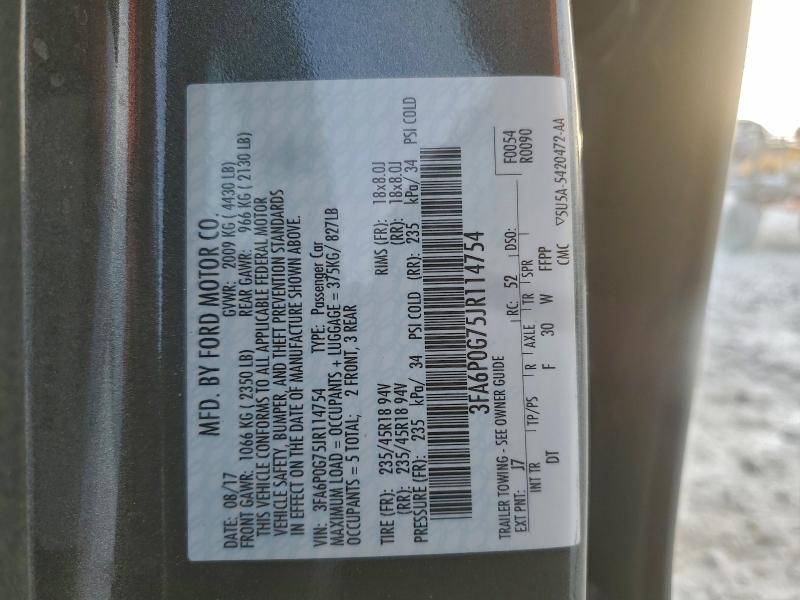 MFD. BY FORD MOTOR CO.
DATE: 08/17 GVWR: 2009 KG ( 4430 LB)
FRONT GAWR: 1066 KG ( 2350 LB) REAR GAWR: 966 KG ( 2130 LB)
THIS VEHICLE CONFORMS TO ALL APPLICABLE FEDERAL MOTOR
VEHICLE SAFETY, BUMPER, AND THEFT PREVENTION STANDARDS
IN EFFECT ON THE DATE OF MANUFACTURE SHOWN ABOVE.
VIN: 3FA6P0G75JR114754 TYPE: Passenger Car
MAXIMUM LOAD = OCCUPANTS + LUGGAGE = 375KG/ 827LB
OCCUPANTS = 5 TOTAL; 2 FRONT, 3 REAR
TIRE (FR): 235/45R18 94V RIMS (FR): 18x8.0J
(RR): 235/45R18 94V (RR): 18x8.0J
PRESSURE (FR): 235 kPa/ 34 PSI COLD (RR): 235 kPa/ 34 PSI COLD
3FA6P0G75JR114754
TRAILER TOWING - SEE OWNER GUIDE F0054
EXT PNT: J7 RC: 52 DSO: R0090
INT TR TP/PS R AXLE TR SPR
DT F 30 W FFPP
CMC ▽5U5A-5420472-AA